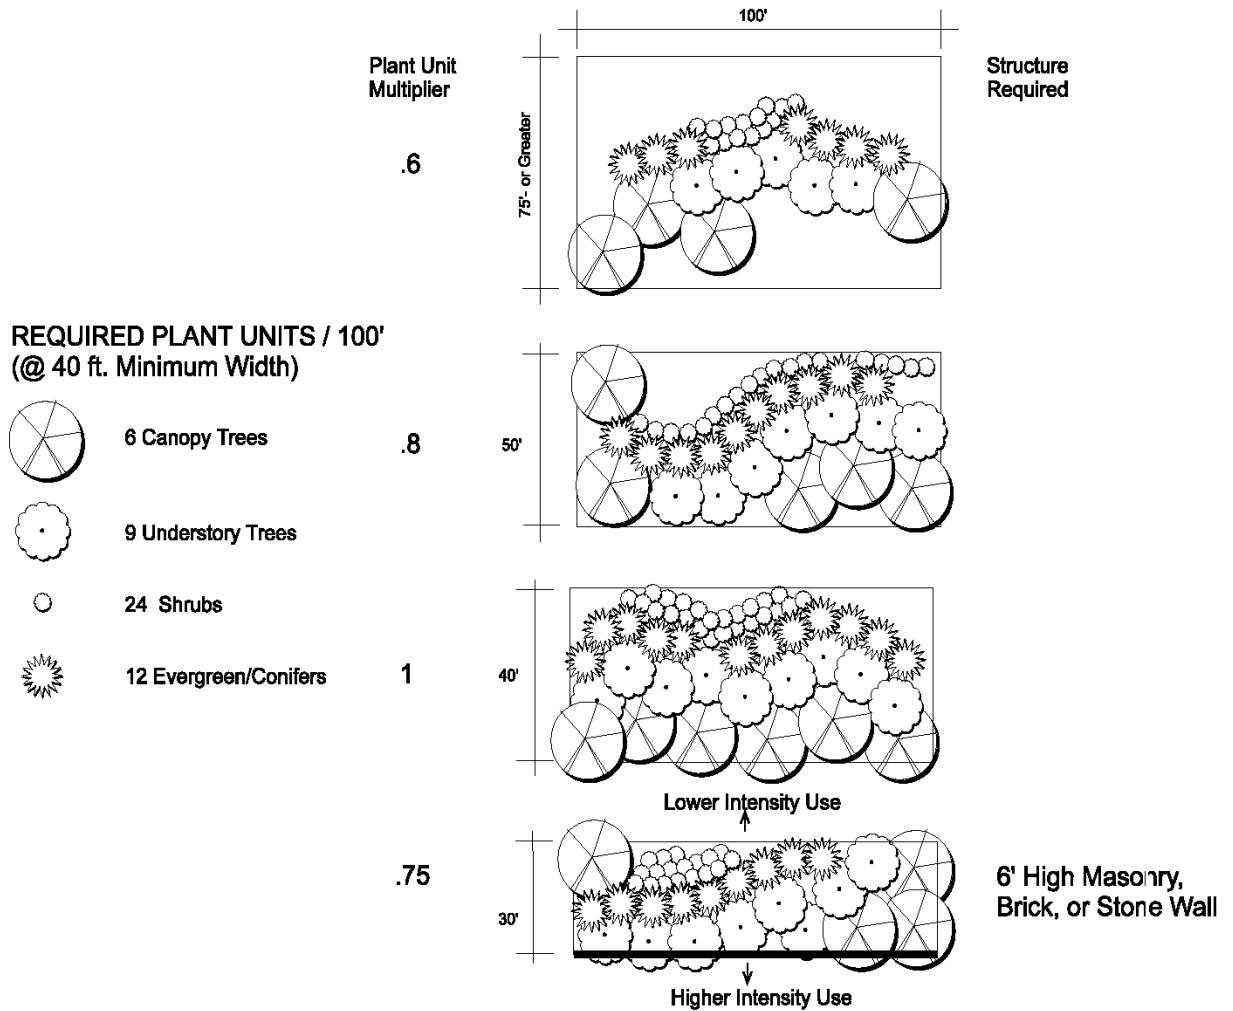 100'
Plant Unit
Multiplier
Structure
Required
75'- or Greater
.6
REQUIRED PLANT UNITS / 100'
(@ 40 ft. Minimum Width)
6 Canopy Trees
.8
50'
9 Understory Trees
24 Shrubs
12 Evergreen/Conifers
1
40'
Lower Intensity Use
.75
30'
6' High Masonry,
Brick, or Stone Wall
Higher Intensity Use